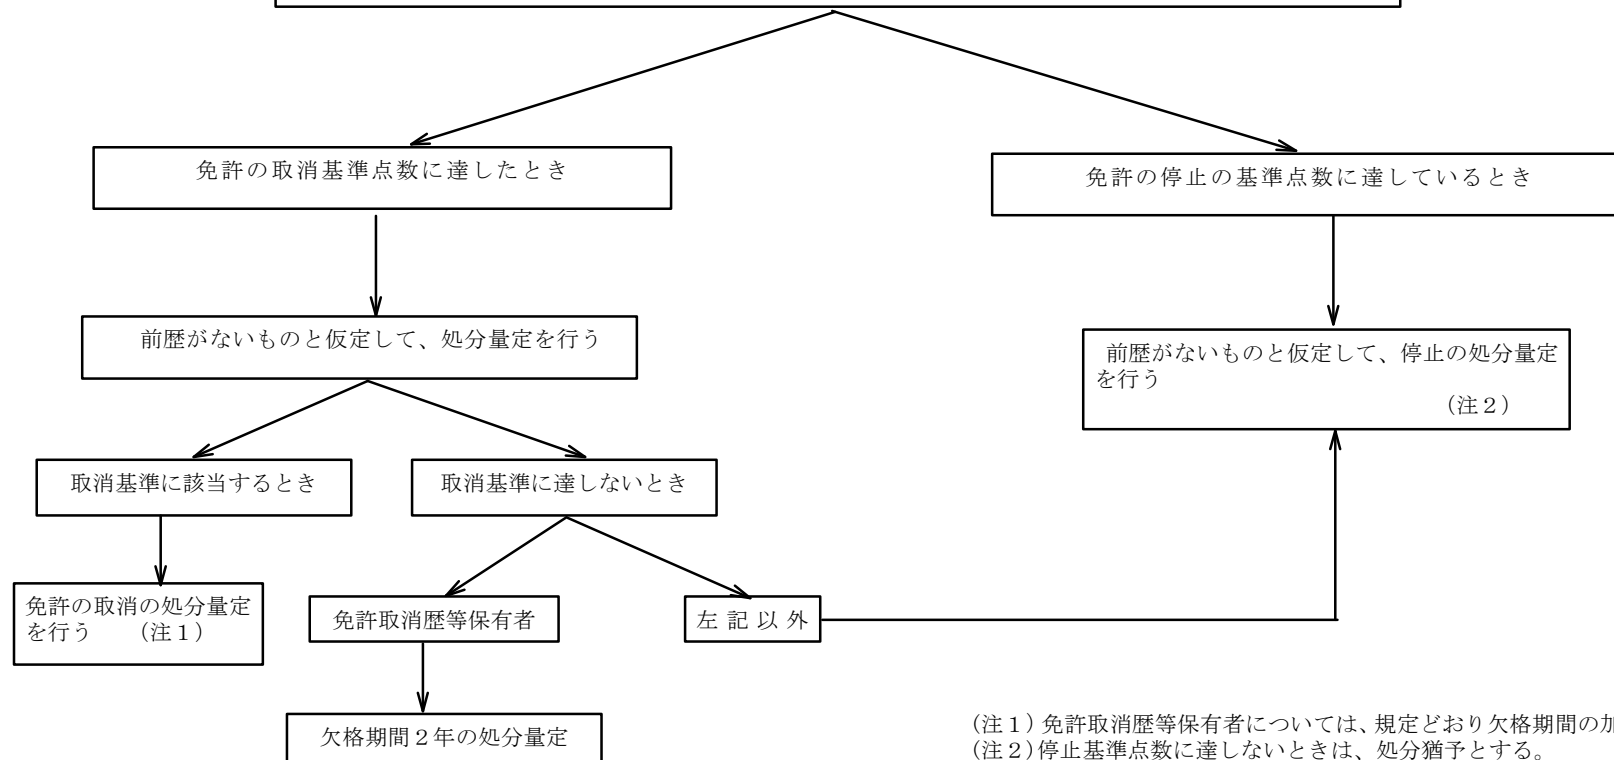 免許の取消基準点数に達したとき
免許の停止の基準点数に達しているとき
前歴がないものと仮定して、処分量定を行う
前歴がないものと仮定して、停止の処分量定
を行う
（注２）
取消基準に該当するとき
取消基準に達しないとき
免許の取消の処分量定
を行う　（注１）
免許取消歴等保有者
左記以外
欠格期間２年の処分量定
（注１）免許取消歴等保有者については、規定どおり欠格期間の加
（注２）停止基準点数に達しないときは、処分猶予とする。